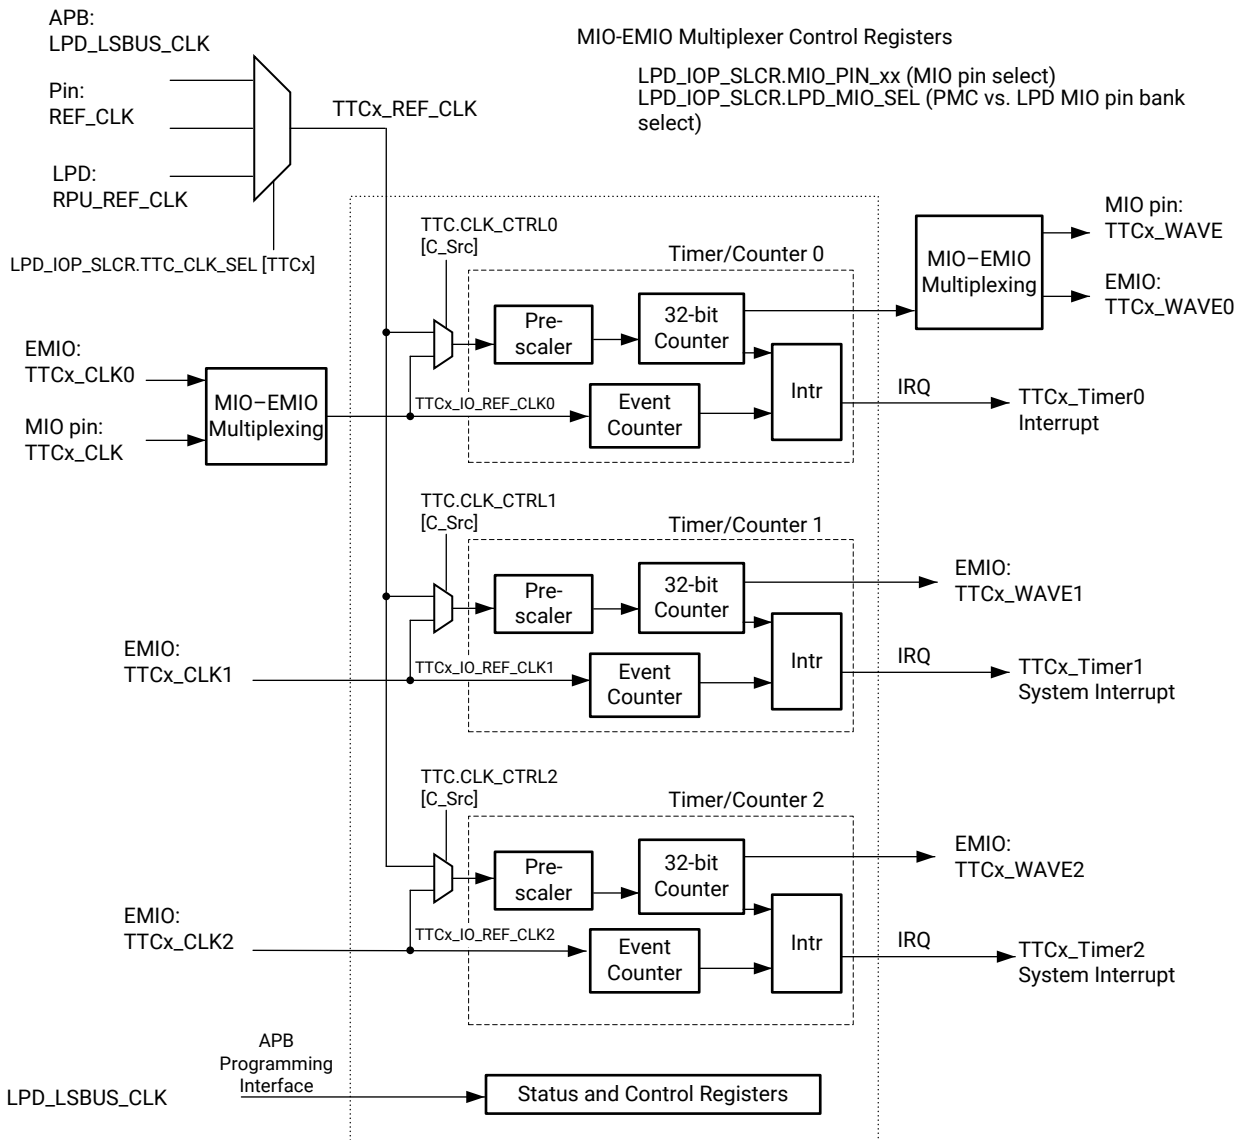 APB:
LPD_LSBUS_CLK
Pin:
REF_CLK
LPD:
RPU_REF_CLK
TTCx_REF_CLK
LPD_IOP_SLCR.TTC_CLK_SEL [TTCx]
MIO-EMIO Multiplexer Control Registers
LPD_IOP_SLCR.MIO_PIN_xx (MIO pin select)
LPD_IOP_SLCR.LPD_MIO_SEL (PMC vs. LPD MIO pin bank
select)
TTC.CLK_CTRL0
[C_Src]
Timer/Counter 0
Pre-
scaler
32-bit
Counter
Event
Counter
Intr
MIO–EMIO
Multiplexing
MIO pin:
TTCx_WAVE
EMIO:
TTCx_WAVE0
EMIO:
TTCx_CLK0
MIO pin:
TTCx_CLK
MIO–EMIO
Multiplexing
TTCx_IO_REF_CLK0
IRQ
TTCx_Timer0
Interrupt
TTC.CLK_CTRL1
[C_Src]
Timer/Counter 1
Pre-
scaler
32-bit
Counter
Event
Counter
Intr
EMIO:
TTCx_WAVE1
EMIO:
TTCx_CLK1
TTCx_IO_REF_CLK1
IRQ
TTCx_Timer1
System Interrupt
TTC.CLK_CTRL2
[C_Src]
Timer/Counter 2
Pre-
scaler
32-bit
Counter
Event
Counter
Intr
EMIO:
TTCx_WAVE2
EMIO:
TTCx_CLK2
TTCx_IO_REF_CLK2
IRQ
TTCx_Timer2
System Interrupt
LPD_LSBUS_CLK
APB
Programming
Interface
Status and Control Registers